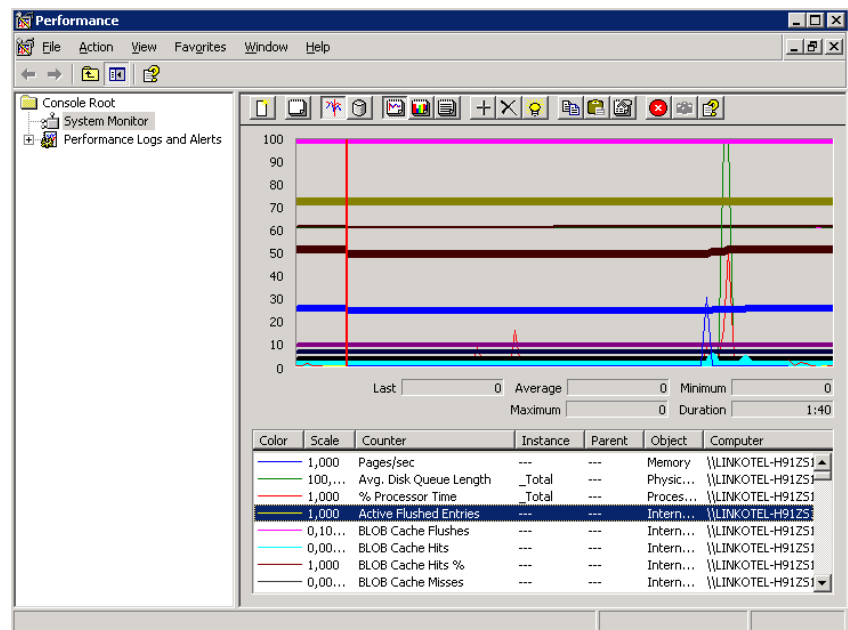 Performance
File Action View Favorites Window Help
Console Root
System Monitor
Performance Logs and Alerts
100
90
80
70
60
50
40
30
20
10
0
Last 0 Average 0 Minimum 0
Maximum 0 Duration 1:40
Color Scale Counter Instance Parent Object Computer
1,000 Pages/sec --- --- Memory \\LINKOTEL-H91ZS1
100,... Avg. Disk Queue Length _Total --- Physic... \\LINKOTEL-H91ZS1
1,000 % Processor Time _Total --- Proces... \\LINKOTEL-H91ZS1
1,000 Active Flushed Entries --- --- Intern... \\LINKOTEL-H91ZS1
0,10... BLOB Cache Flushes --- --- Intern... \\LINKOTEL-H91ZS1
0,00... BLOB Cache Hits --- --- Intern... \\LINKOTEL-H91ZS1
1,000 BLOB Cache Hits % --- --- Intern... \\LINKOTEL-H91ZS1
0,00... BLOB Cache Misses --- --- Intern... \\LINKOTEL-H91ZS1